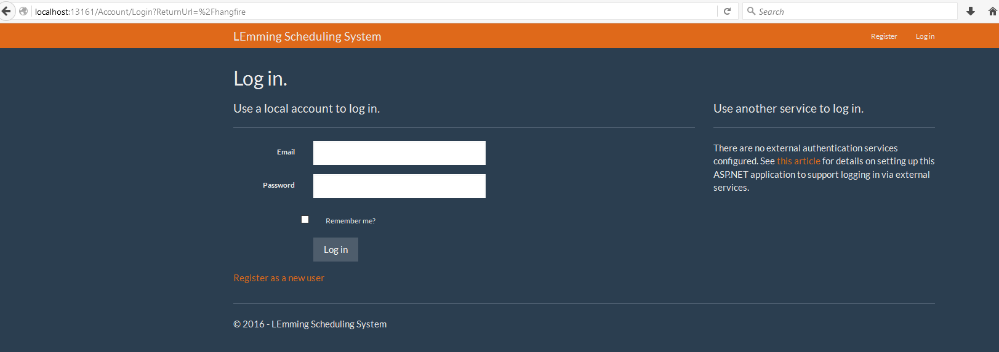 localhost:13161/Account/Login?ReturnUrl=%2Fhangfire
Search
LEmming Scheduling System
Register
Log in
Log in.
Use a local account to log in.
Email
Password
Remember me?
Log in
Register as a new user
Use another service to log in.
There are no external authentication services
configured. See this article for details on setting up this
ASP.NET application to support logging in via external
services.
© 2016 - LEmming Scheduling System